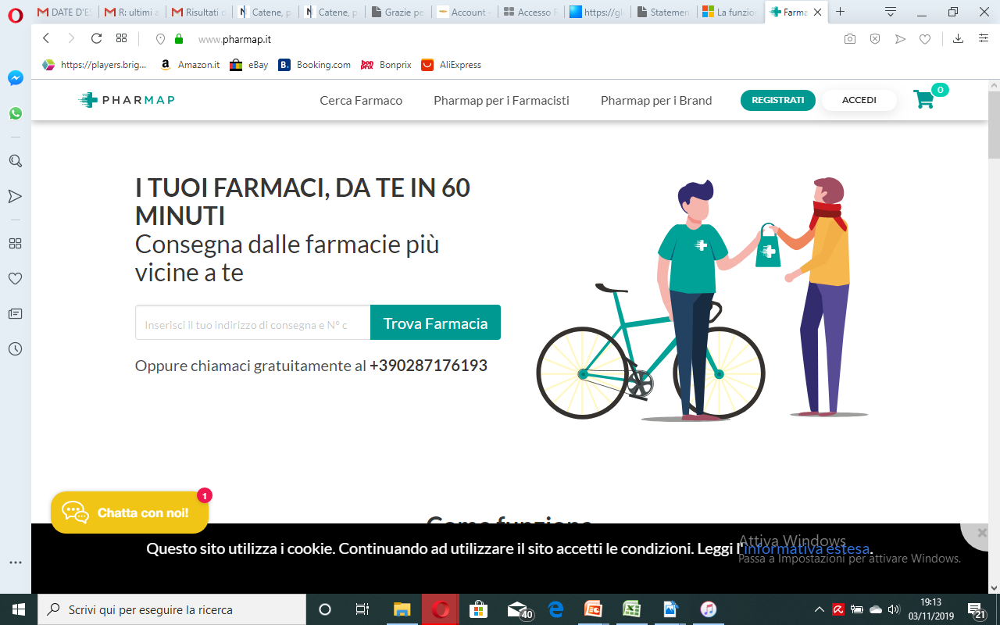 DATE D'ES
R: ultimi a
Risultati d
Catene, p
Catene, p
Grazie pe
Account -
Accesso F
https://gl
Statemen
La funzio
Farma
www.pharmap.it
https://players.brig...
Amazon.it
eBay
Booking.com
Bonprix
AliExpress
PHARMAP
Cerca Farmaco
Pharmap per i Farmacisti
Pharmap per i Brand
REGISTRATI
ACCEDI
0
I TUOI FARMACI, DA TE IN 60
MINUTI
Consegna dalle farmacie più
vicine a te
Inserisci il tuo indirizzo di consegna e N° c
Trova Farmacia
Oppure chiamaci gratuitamente al +390287176193
Chatta con noi!
1
Questo sito utilizza i cookie. Continuando ad utilizzare il sito accetti le condizioni. Leggi l'informativa estesa.
Attiva Windows
Passa a Impostazioni per attivare Windows.
Scrivi qui per eseguire la ricerca
40
19:13
03/11/2019
21